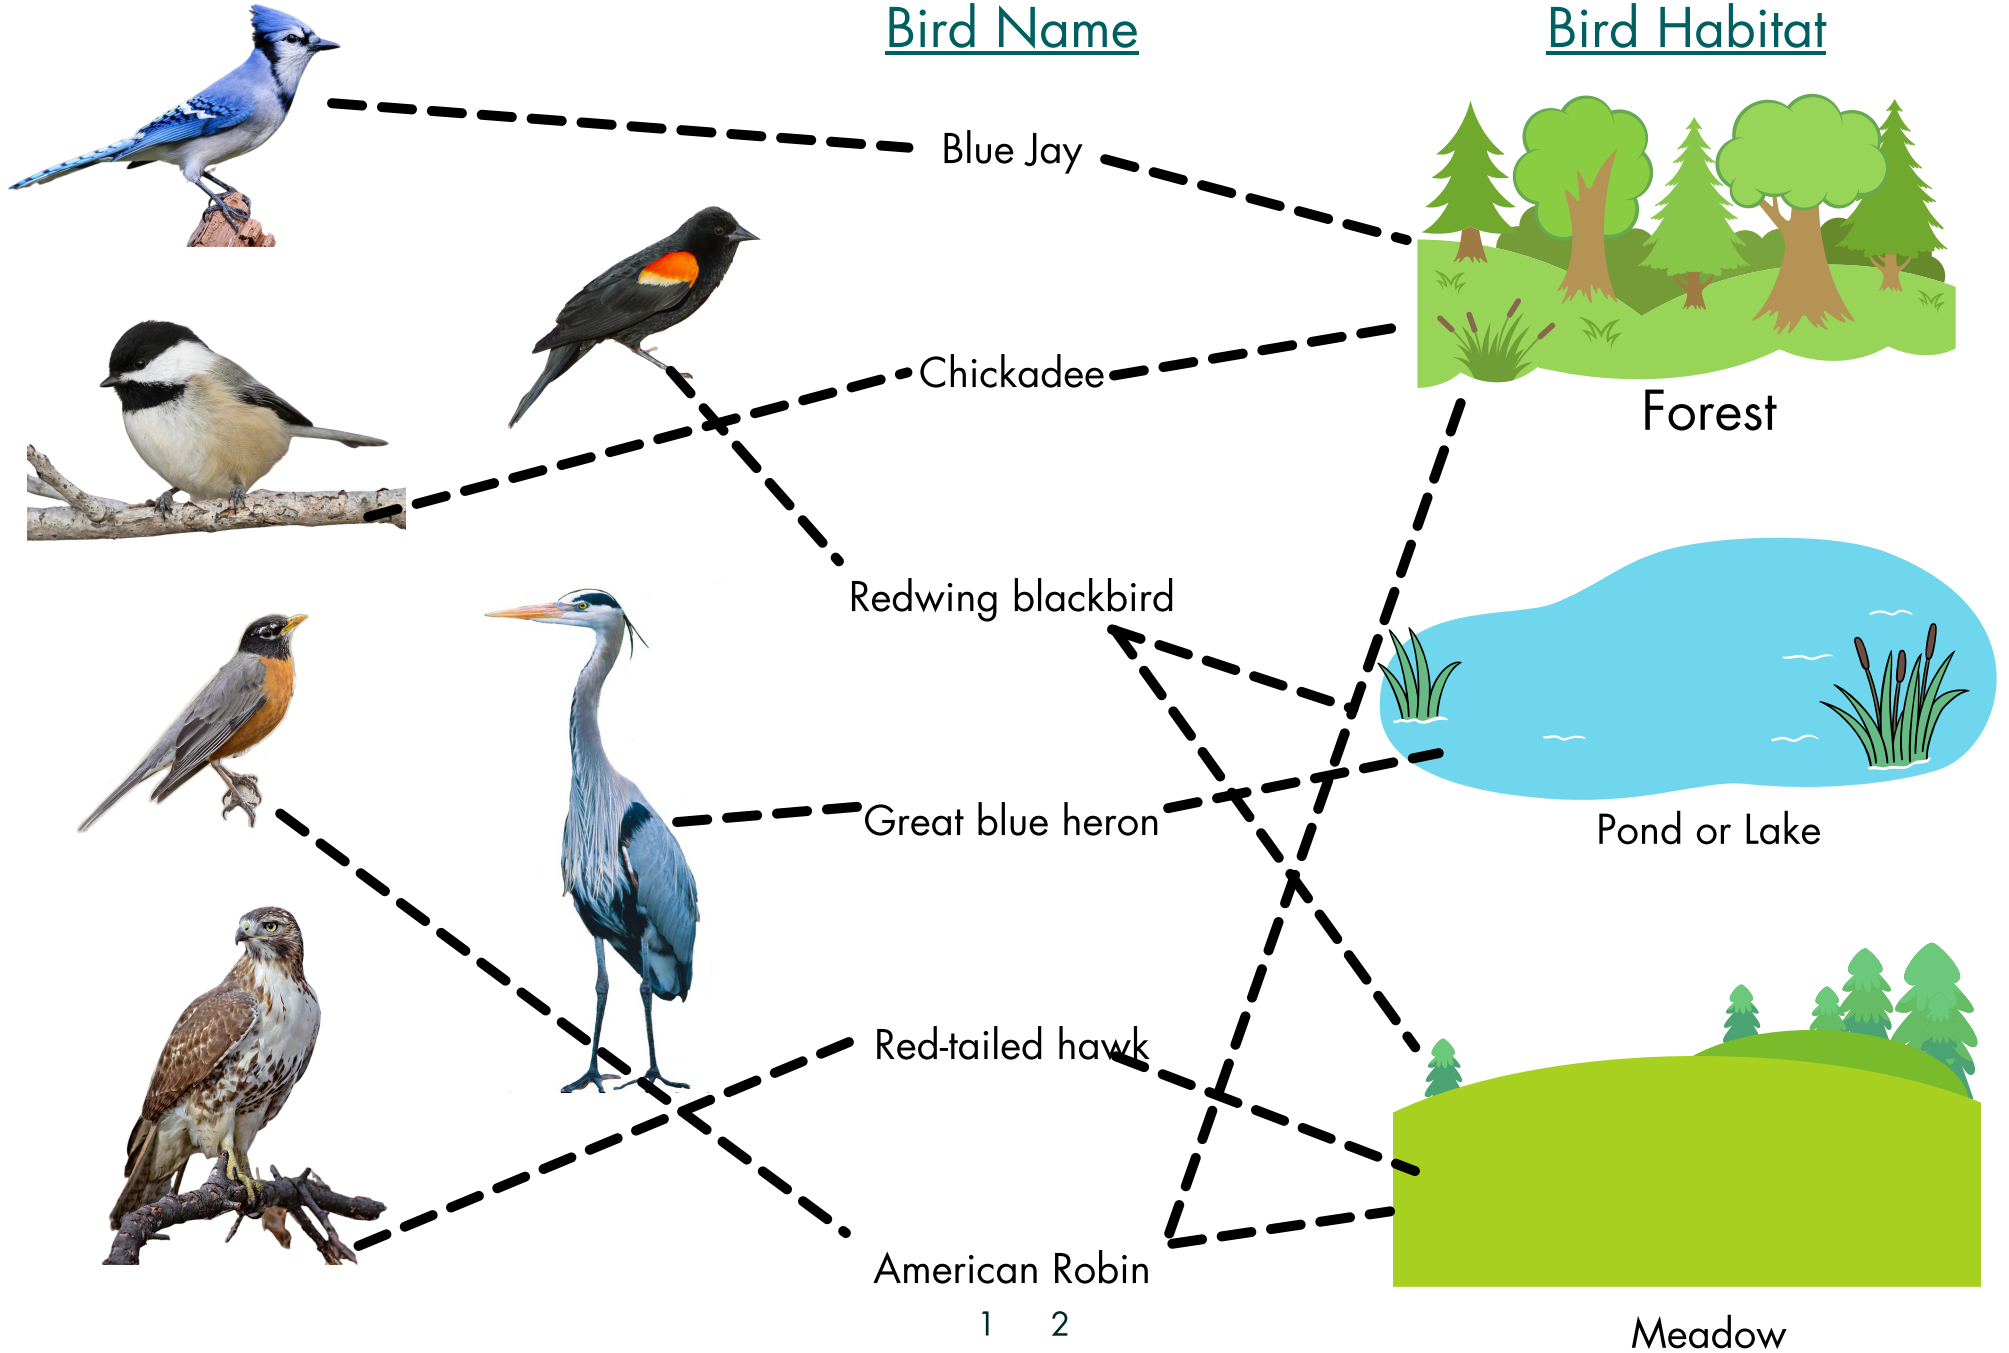 Bird Name
Bird Habitat
Blue Jay
Chickadee
Forest
Redwing blackbird
Great blue heron
Pond or Lake
Red-tailed hawk
American Robin
1 2
Meadow